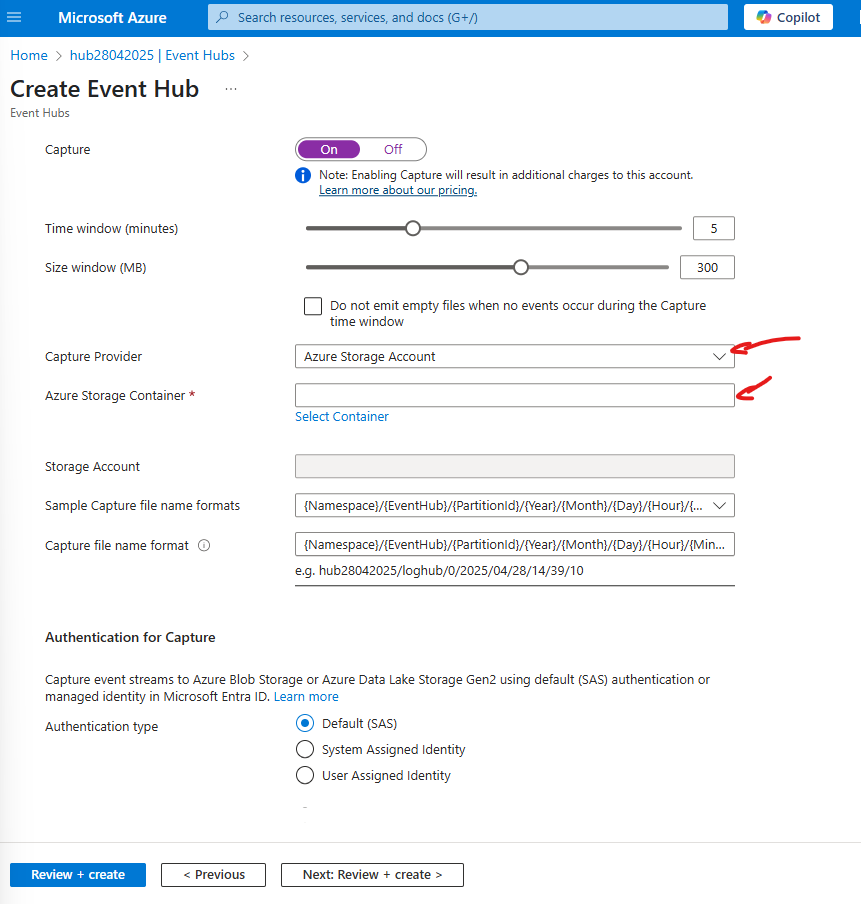 Microsoft Azure
Search resources, services, and docs (G+/)
Copilot
Home > hub28042025 | Event Hubs >
Create Event Hub ...
Event Hubs
Capture
On Off
Note: Enabling Capture will result in additional charges to this account.
Learn more about our pricing.
Time window (minutes) 5
Size window (MB) 300
Do not emit empty files when no events occur during the Capture
time window
Capture Provider Azure Storage Account
Azure Storage Container *
Select Container
Storage Account
Sample Capture file name formats {Namespace}/{EventHub}/{PartitionId}/{Year}/{Month}/{Day}/{Hour}/{...
Capture file name format {Namespace}/{EventHub}/{PartitionId}/{Year}/{Month}/{Day}/{Hour}/{Min...
e.g. hub28042025/loghub/0/2025/04/28/14/39/10
Authentication for Capture
Capture event streams to Azure Blob Storage or Azure Data Lake Storage Gen2 using default (SAS) authentication or
managed identity in Microsoft Entra ID. Learn more
Authentication type
Default (SAS)
System Assigned Identity
User Assigned Identity
Review + create
< Previous
Next: Review + create >